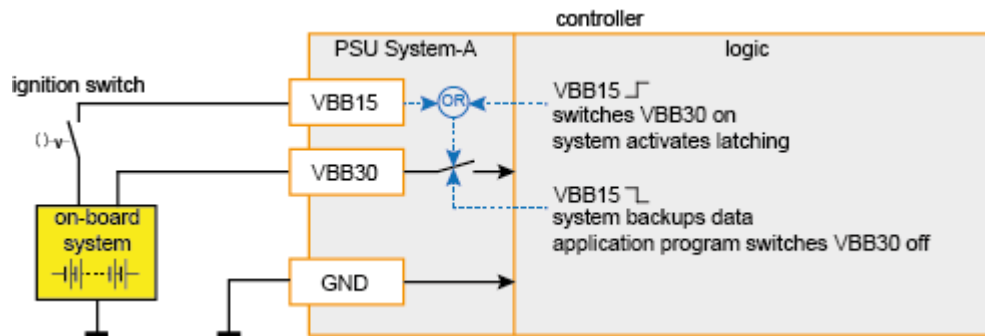 controller
PSU System-A
logic
ignition switch
VBB15
OR
VBB15
switches VBB30 on
system activates latching
VBB30
VBB15
system backups data
application program switches VBB30 off
on-board
system
GND